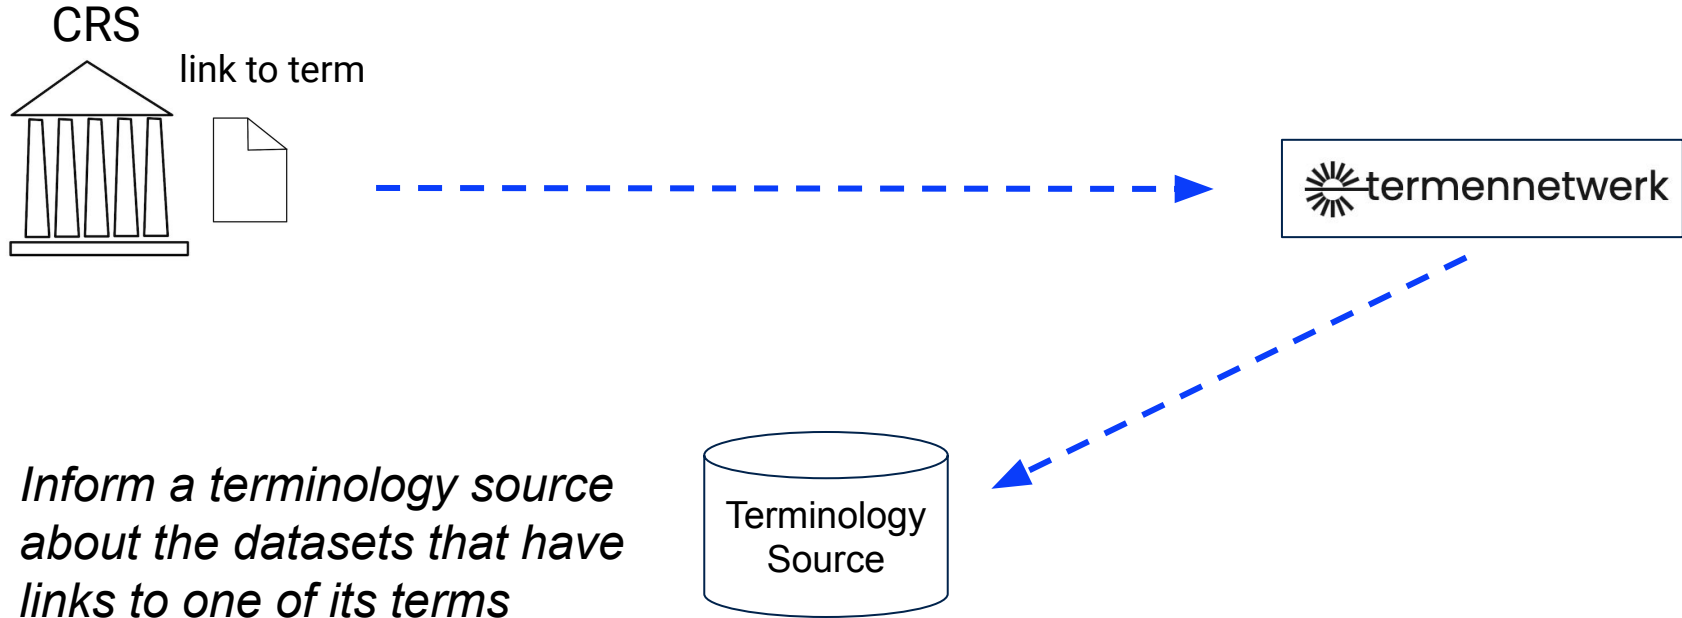 CRS
link to term
termennetwerk
Terminology
Source
Inform a terminology source
about the datasets that have
links to one of its terms